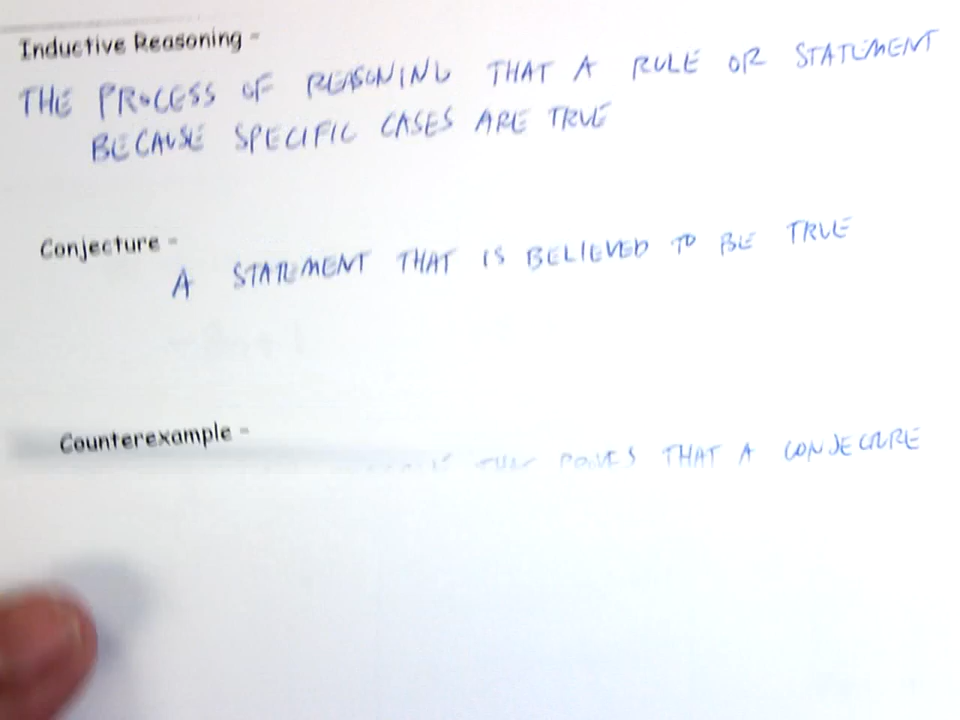 Inductive Reasoning -
THE PROCESS OF REASONING THAT A RULE OR STATEMENT
BECAUSE SPECIFIC CASES ARE TRUE
Conjecture -
A STATEMENT THAT IS BELIEVED TO BE TRUE
Counterexample -
THAT A CONJECTURE